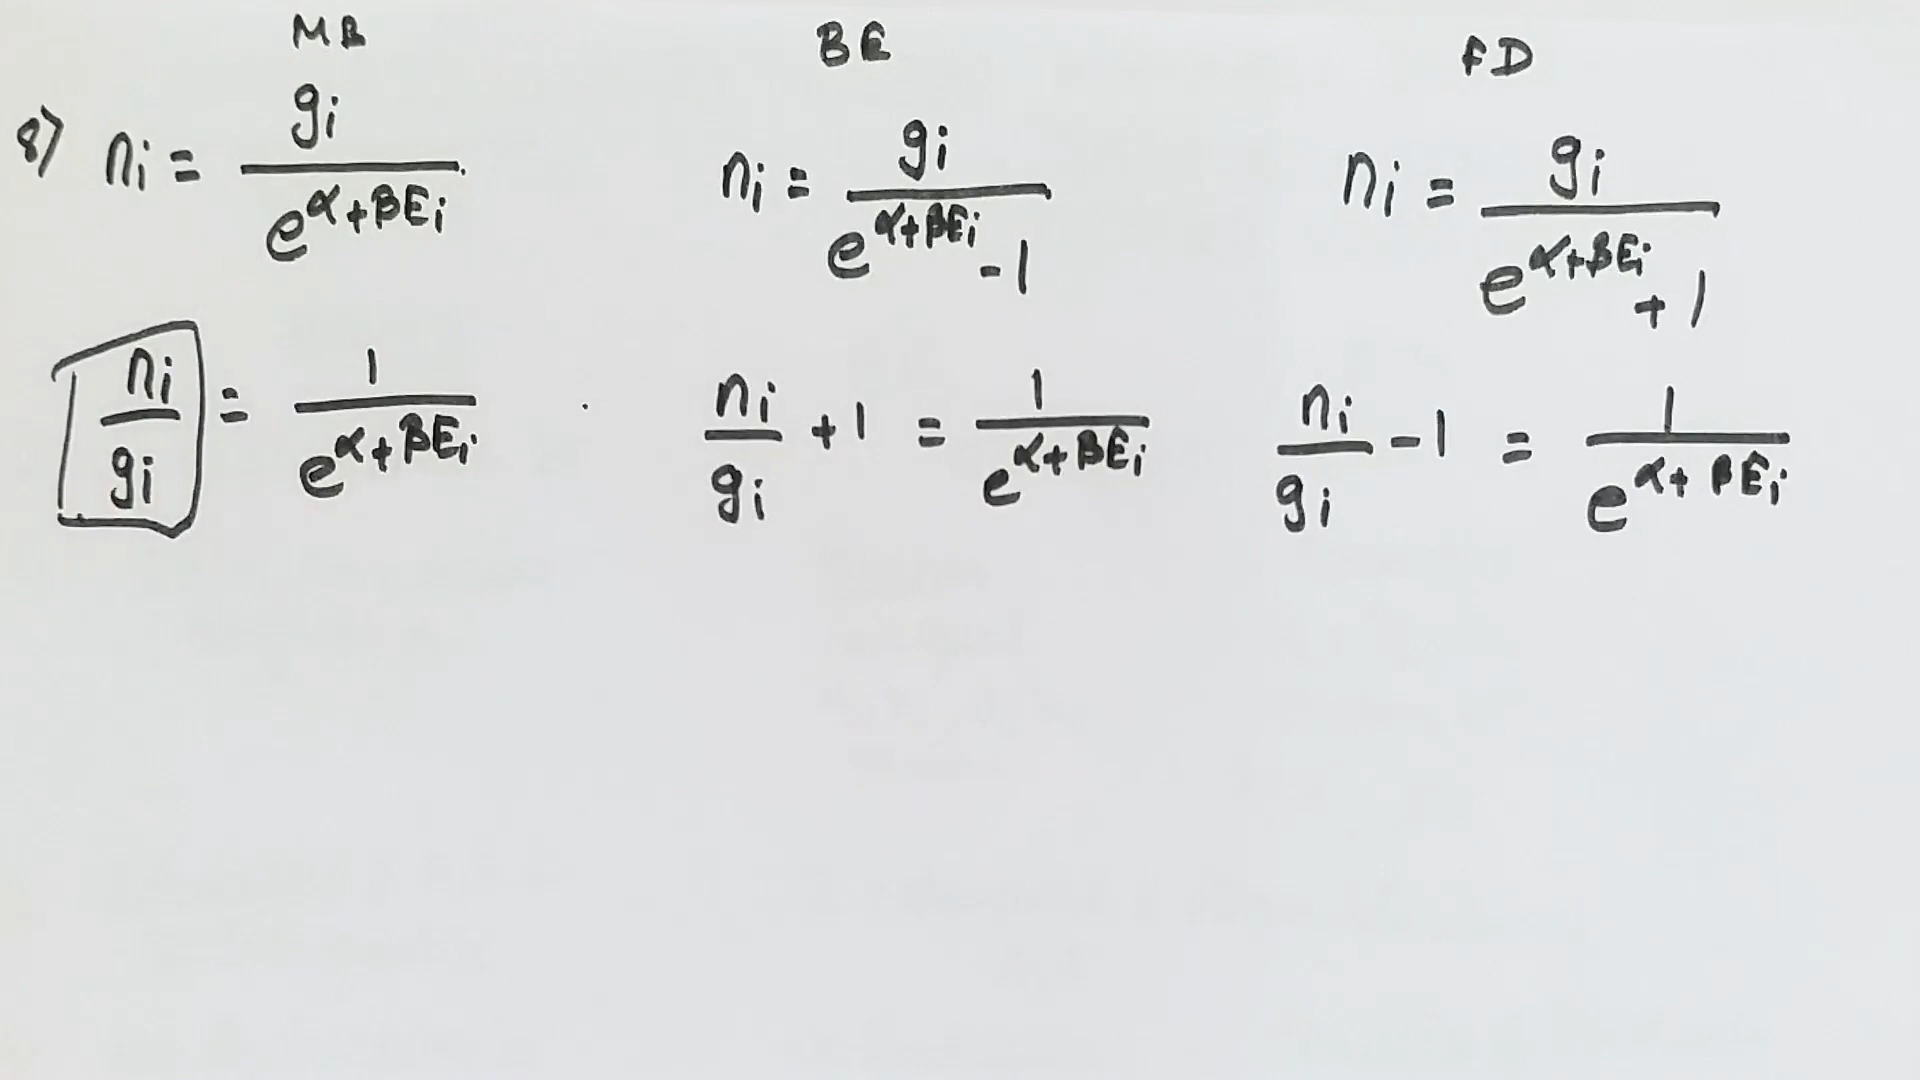 MB BE FD
8) ni = gi / e^(α+βEi) ni = gi / (e^(α+βEi) - 1) ni = gi / (e^(α+βEi) + 1)
ni / gi = 1 / e^(α+βEi) ni / gi + 1 = 1 / e^(α+βEi) ni / gi - 1 = 1 / e^(α+βEi)